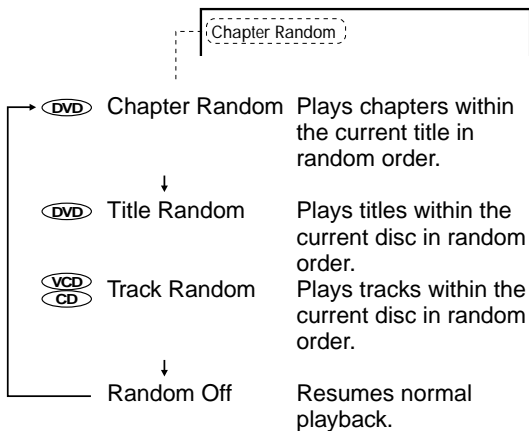 Chapter Random
DVD Chapter Random Plays chapters within
the current title in
random order.
DVD Title Random Plays titles within the
current disc in random
order.
VCD
CD
Track Random Plays tracks within the
current disc in random
order.
Random Off Resumes normal
playback.